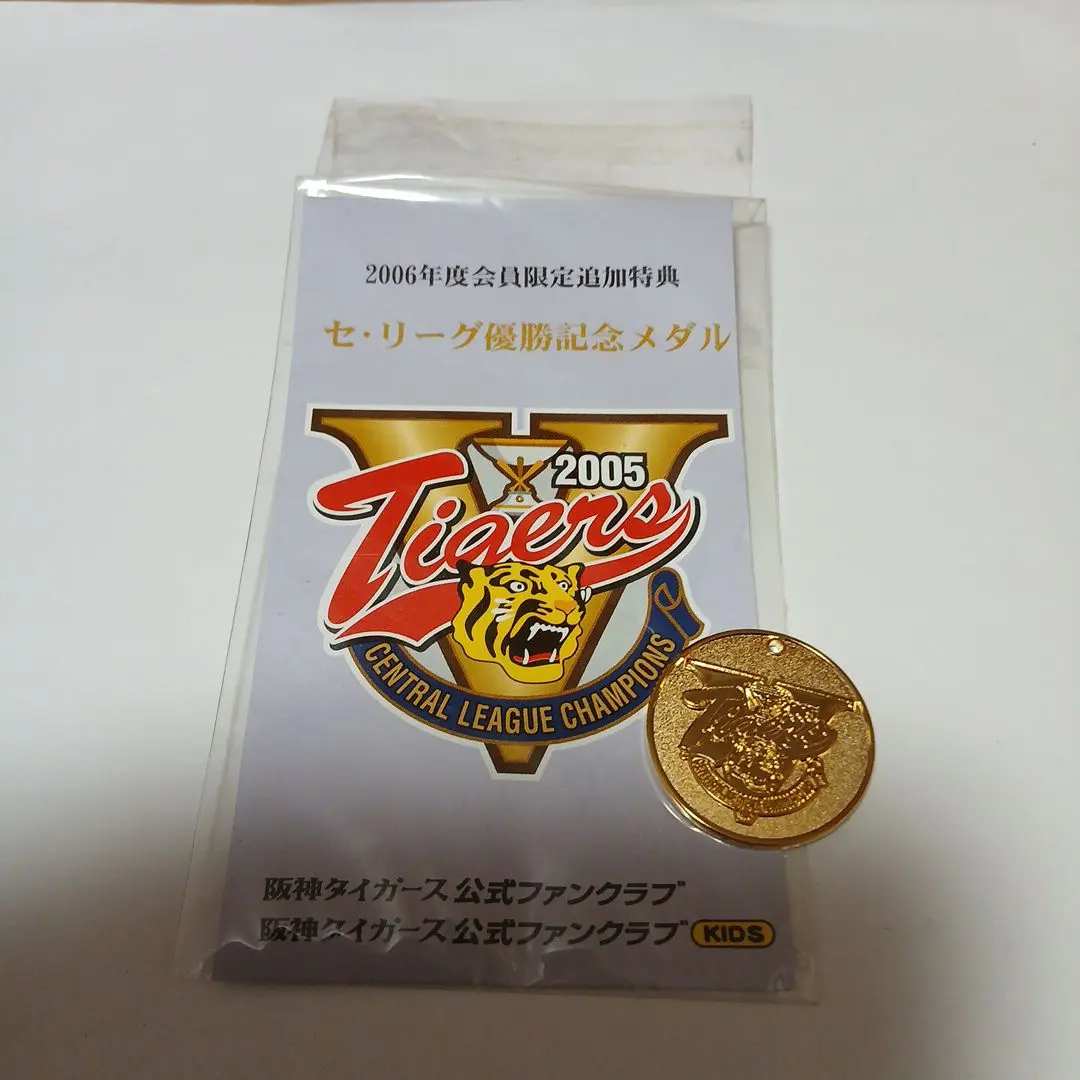 2006年度会員限定追加特典
セ・リーグ優勝記念メダル
2005
Tigers
CENTRAL LEAGUE CHAMPIONS
阪神タイガース 公式ファンクラブ
阪神タイガース 公式ファンクラブ KIDS
Tigers